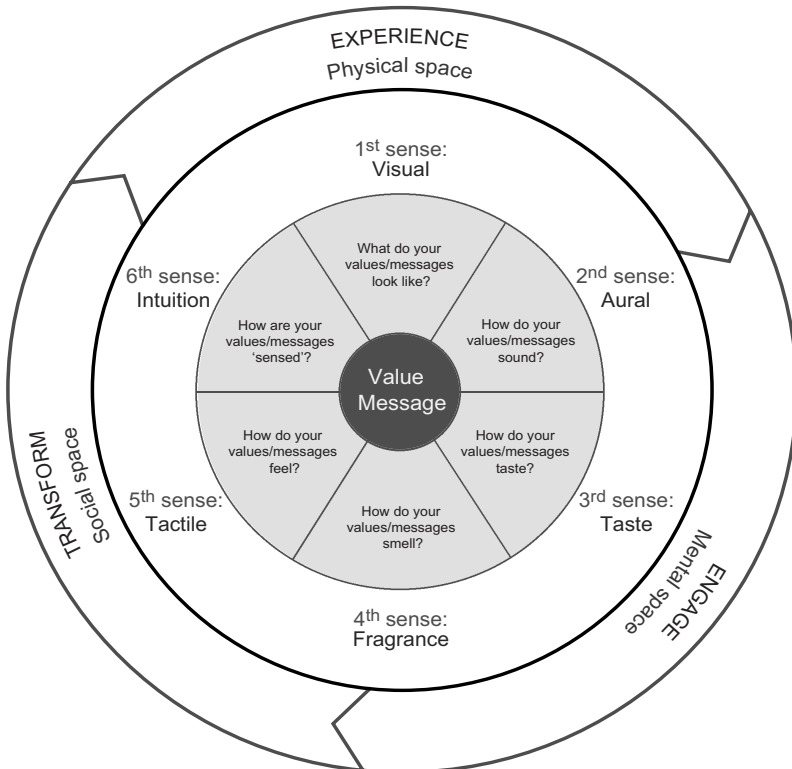 EXPERIENCE
Physical space
1st sense:
Visual
What do your
values/messages
look like?
2nd sense:
Aural
How do your
values/messages
sound?
3rd sense:
Taste
How do your
values/messages
taste?
4th sense:
Fragrance
How do your
values/messages
smell?
5th sense:
Tactile
How do your
values/messages
feel?
6th sense:
Intuition
How are your
values/messages
‘sensed’?
Value
Message
ENGAGE
Mental space
TRANSFORM
Social space